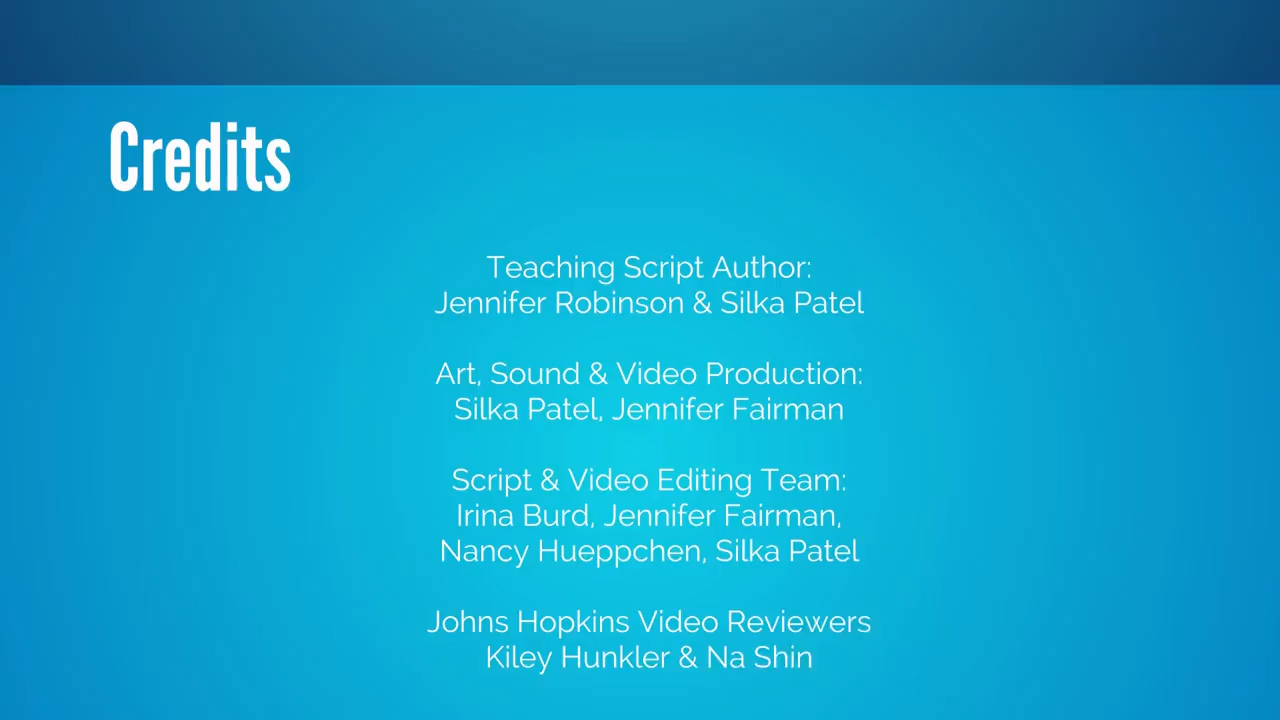 Credits
Teaching Script Author:
Jennifer Robinson & Silka Patel
Art, Sound & Video Production:
Silka Patel, Jennifer Fairman
Script & Video Editing Team:
Irina Burd, Jennifer Fairman,
Nancy Hueppchen, Silka Patel
Johns Hopkins Video Reviewers
Kiley Hunkler & Na Shin